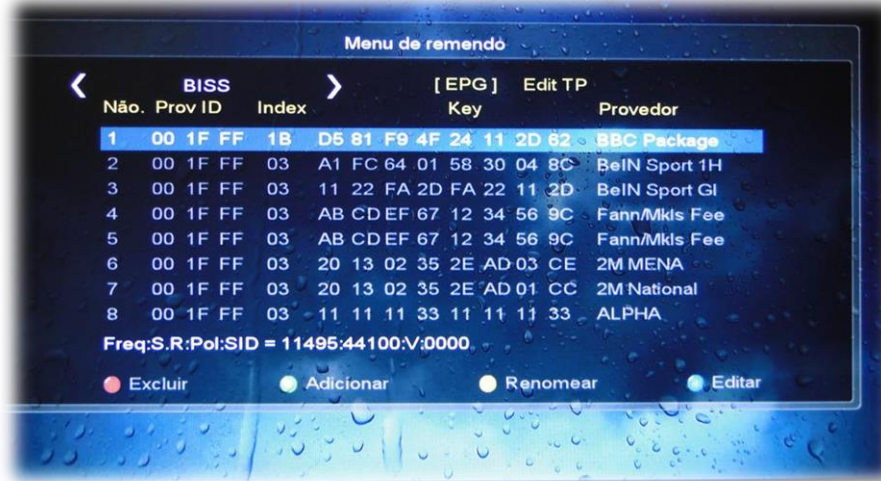 Menu de remendo
❮ BISS ❯ [ EPG ] Edit TP
Não. Prov ID Index Key Provedor
1 00 1F FF 1B D5 81 F9 4F 24 11 2D 62 BBC Package
2 00 1F FF 03 A1 FC 64 01 58 30 04 8C BeIN Sport 1H
3 00 1F FF 03 11 22 FA 2D FA 22 11 2D BeIN Sport Gl
4 00 1F FF 03 AB CD EF 67 12 34 56 9C Fann/Mkls Fee
5 00 1F FF 03 AB CD EF 67 12 34 56 9C Fann/Mkls Fee
6 00 1F FF 03 20 13 02 35 2E AD 03 CE 2M MENA
7 00 1F FF 03 20 13 02 35 2E AD 01 CC 2M National
8 00 1F FF 03 11 11 11 33 11 11 11 33 ALPHA
Freq:S.R:Pol:SID = 11495:44100:V:0000
Excluir Adicionar Renomear Editar